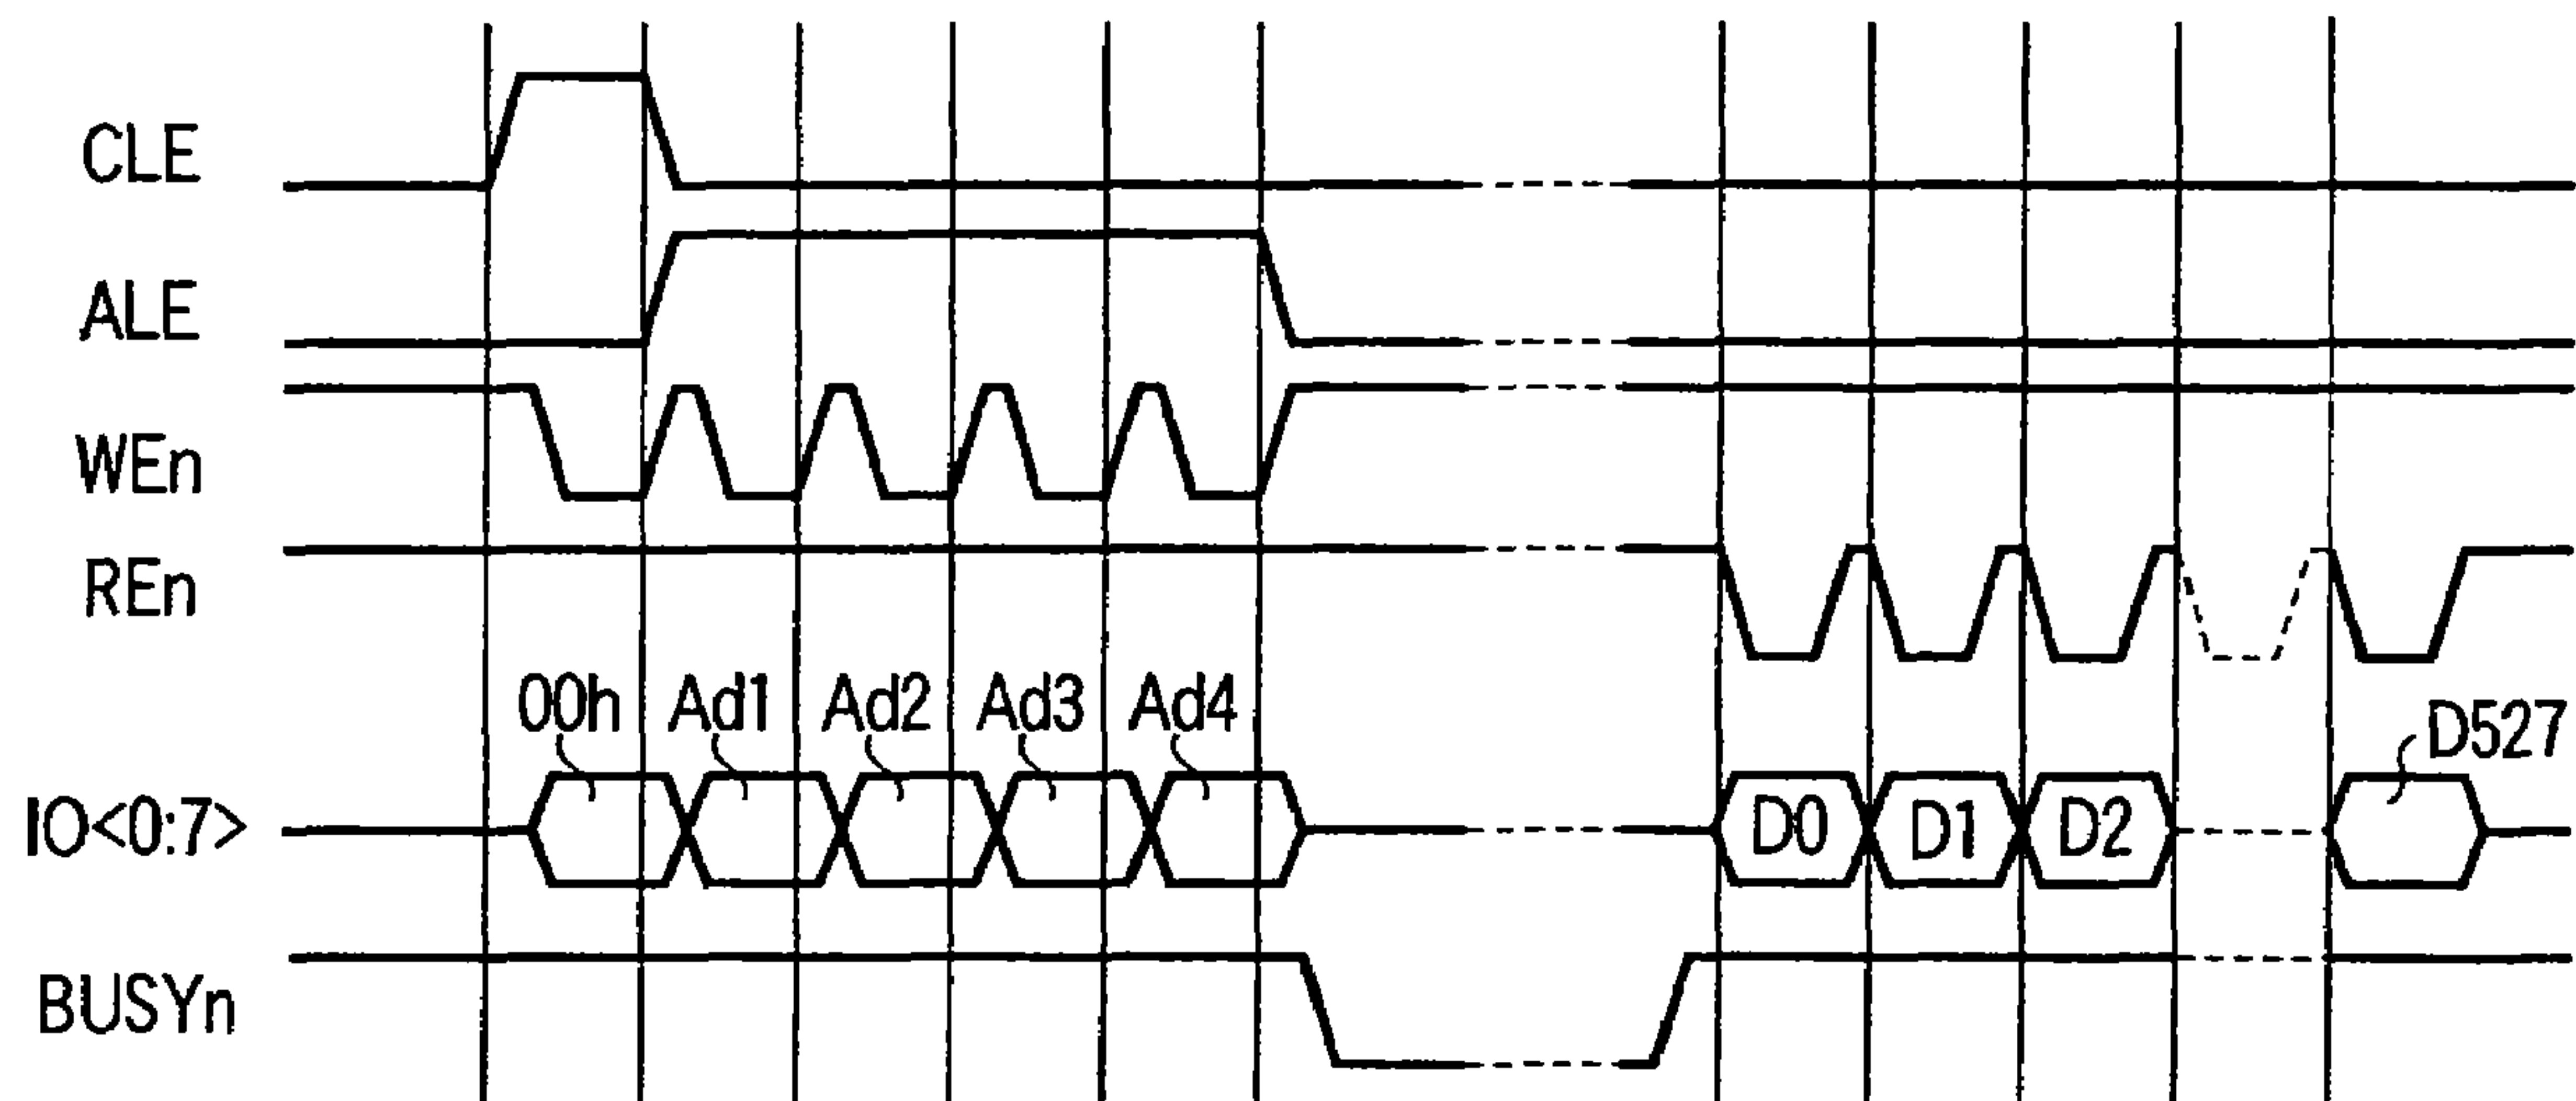 CLE
ALE
WEn
REn
00h Ad1 Ad2 Ad3 Ad4 D527
IO<0:7> D0 D1 D2
BUSYn